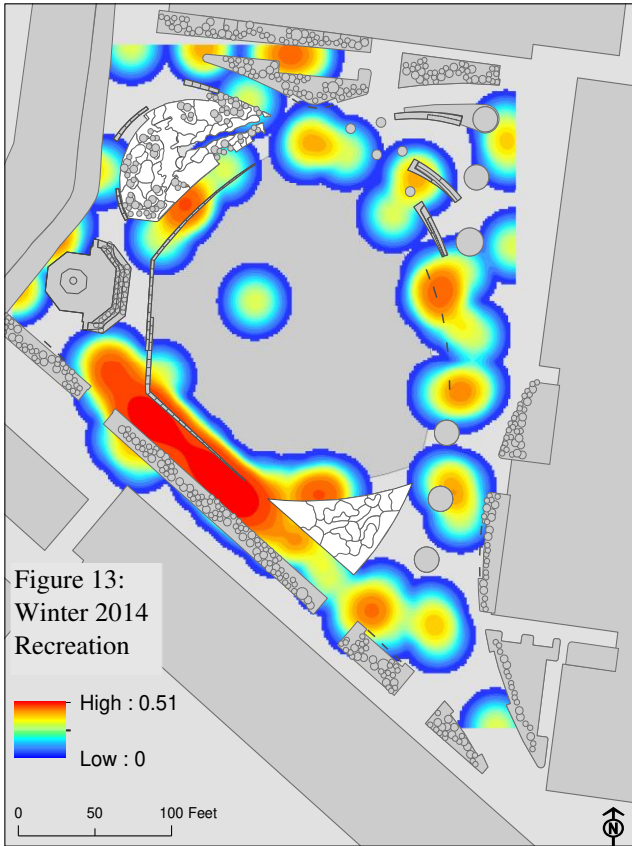 Figure 13:
Winter 2014
Recreation
High : 0.51
Low : 0
0 50 100 Feet
N